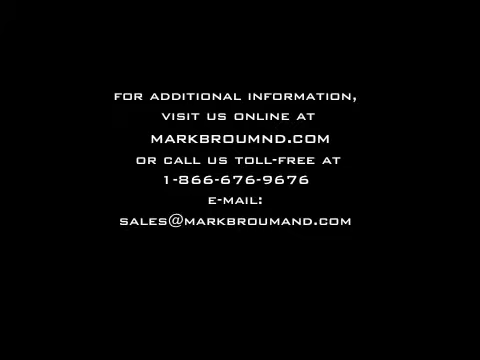 FOR ADDITIONAL INFORMATION,
VISIT US ONLINE AT
MARKBROUMND.COM
OR CALL US TOLL-FREE AT
1-866-676-9676
E-MAIL:
SALES@MARKBROUMAND.COM